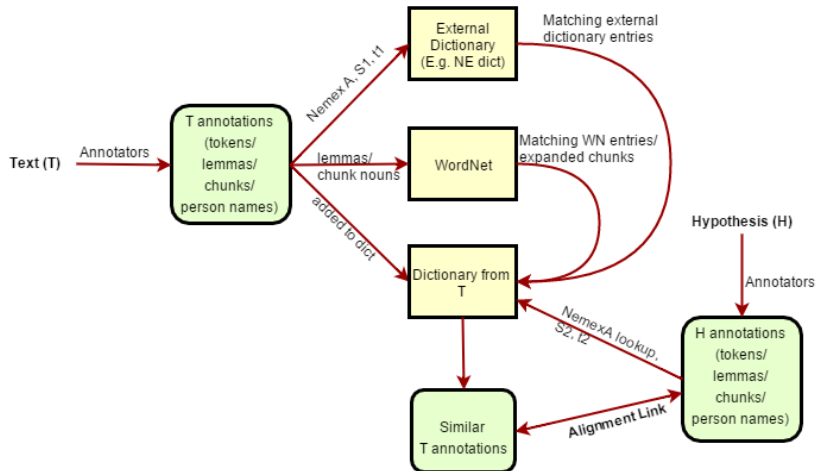 External
Dictionary
(E.g. NE dict)
Matching external
dictionary entries
Nemex A, S1, t1
Text (T)
Annotators
T annotations
(tokens/
lemmas/
chunks/
person names)
lemmas/
chunk nouns
WordNet
Matching WN entries/
expanded chunks
added to dict
Dictionary from
T
Hypothesis (H)
Annotators
NemexA lookup,
S2, t2
H annotations
(tokens/
lemmas/
chunks/
person names)
Similar
T annotations
Alignment Link